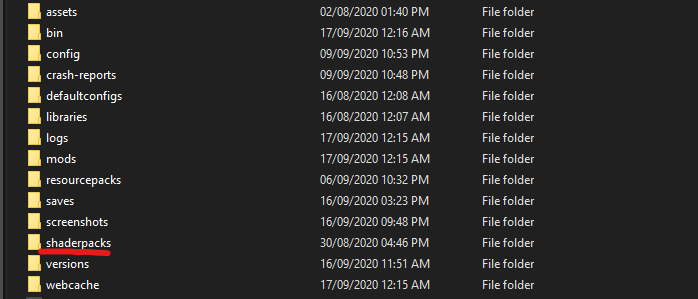 assets 02/08/2020 01:40 PM File folder
bin 17/09/2020 12:16 AM File folder
config 09/09/2020 10:53 PM File folder
crash-reports 09/09/2020 10:48 PM File folder
defaultconfigs 16/08/2020 12:08 AM File folder
libraries 16/08/2020 12:07 AM File folder
logs 17/09/2020 12:15 AM File folder
mods 17/09/2020 12:15 AM File folder
resourcepacks 06/09/2020 10:32 PM File folder
saves 16/09/2020 03:23 PM File folder
screenshots 16/09/2020 09:48 PM File folder
shaderpacks 30/08/2020 04:46 PM File folder
versions 16/09/2020 11:51 AM File folder
webcache 17/09/2020 12:15 AM File folder